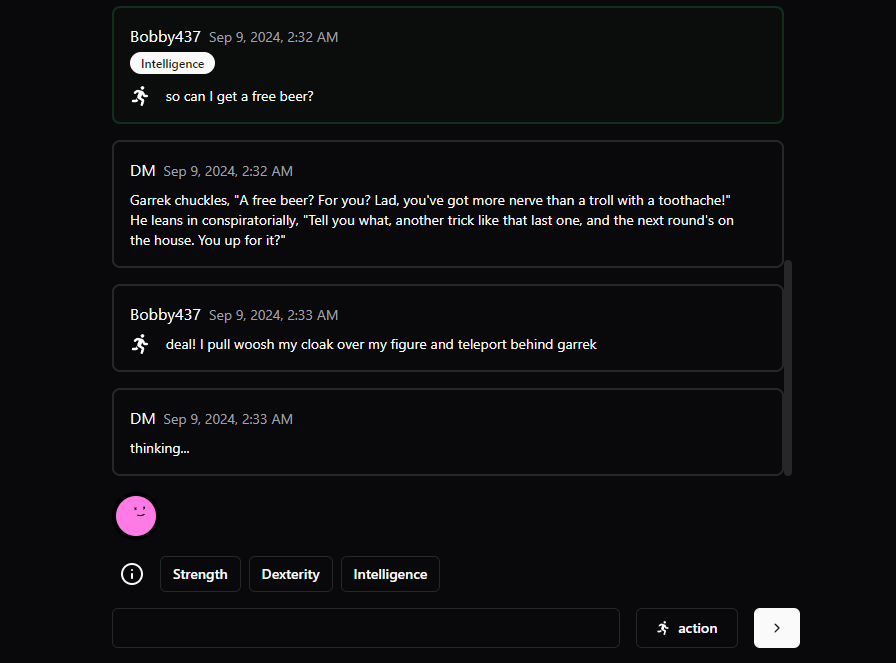 Bobby437 Sep 9, 2024, 2:32 AM
Intelligence
so can I get a free beer?
DM Sep 9, 2024, 2:32 AM
Garrek chuckles, "A free beer? For you? Lad, you've got more nerve than a troll with a toothache!"
He leans in conspiratorially, "Tell you what, another trick like that last one, and the next round's on
the house. You up for it?"
Bobby437 Sep 9, 2024, 2:33 AM
deal! I pull woosh my cloak over my figure and teleport behind garrek
DM Sep 9, 2024, 2:33 AM
thinking...
Strength Dexterity Intelligence
action